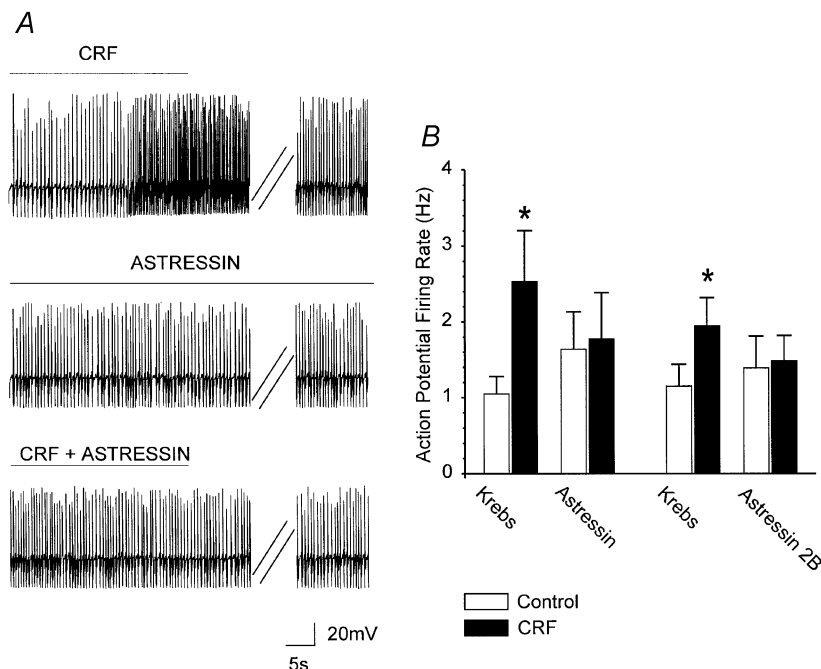 A
CRF
ASTRESSIN
CRF + ASTRESSIN
20mV
5s
B
Action Potential Firing Rate (Hz)
4
3
2
1
0
*
*
Krebs
Astressin
Krebs
Astressin 2B
Control
CRF